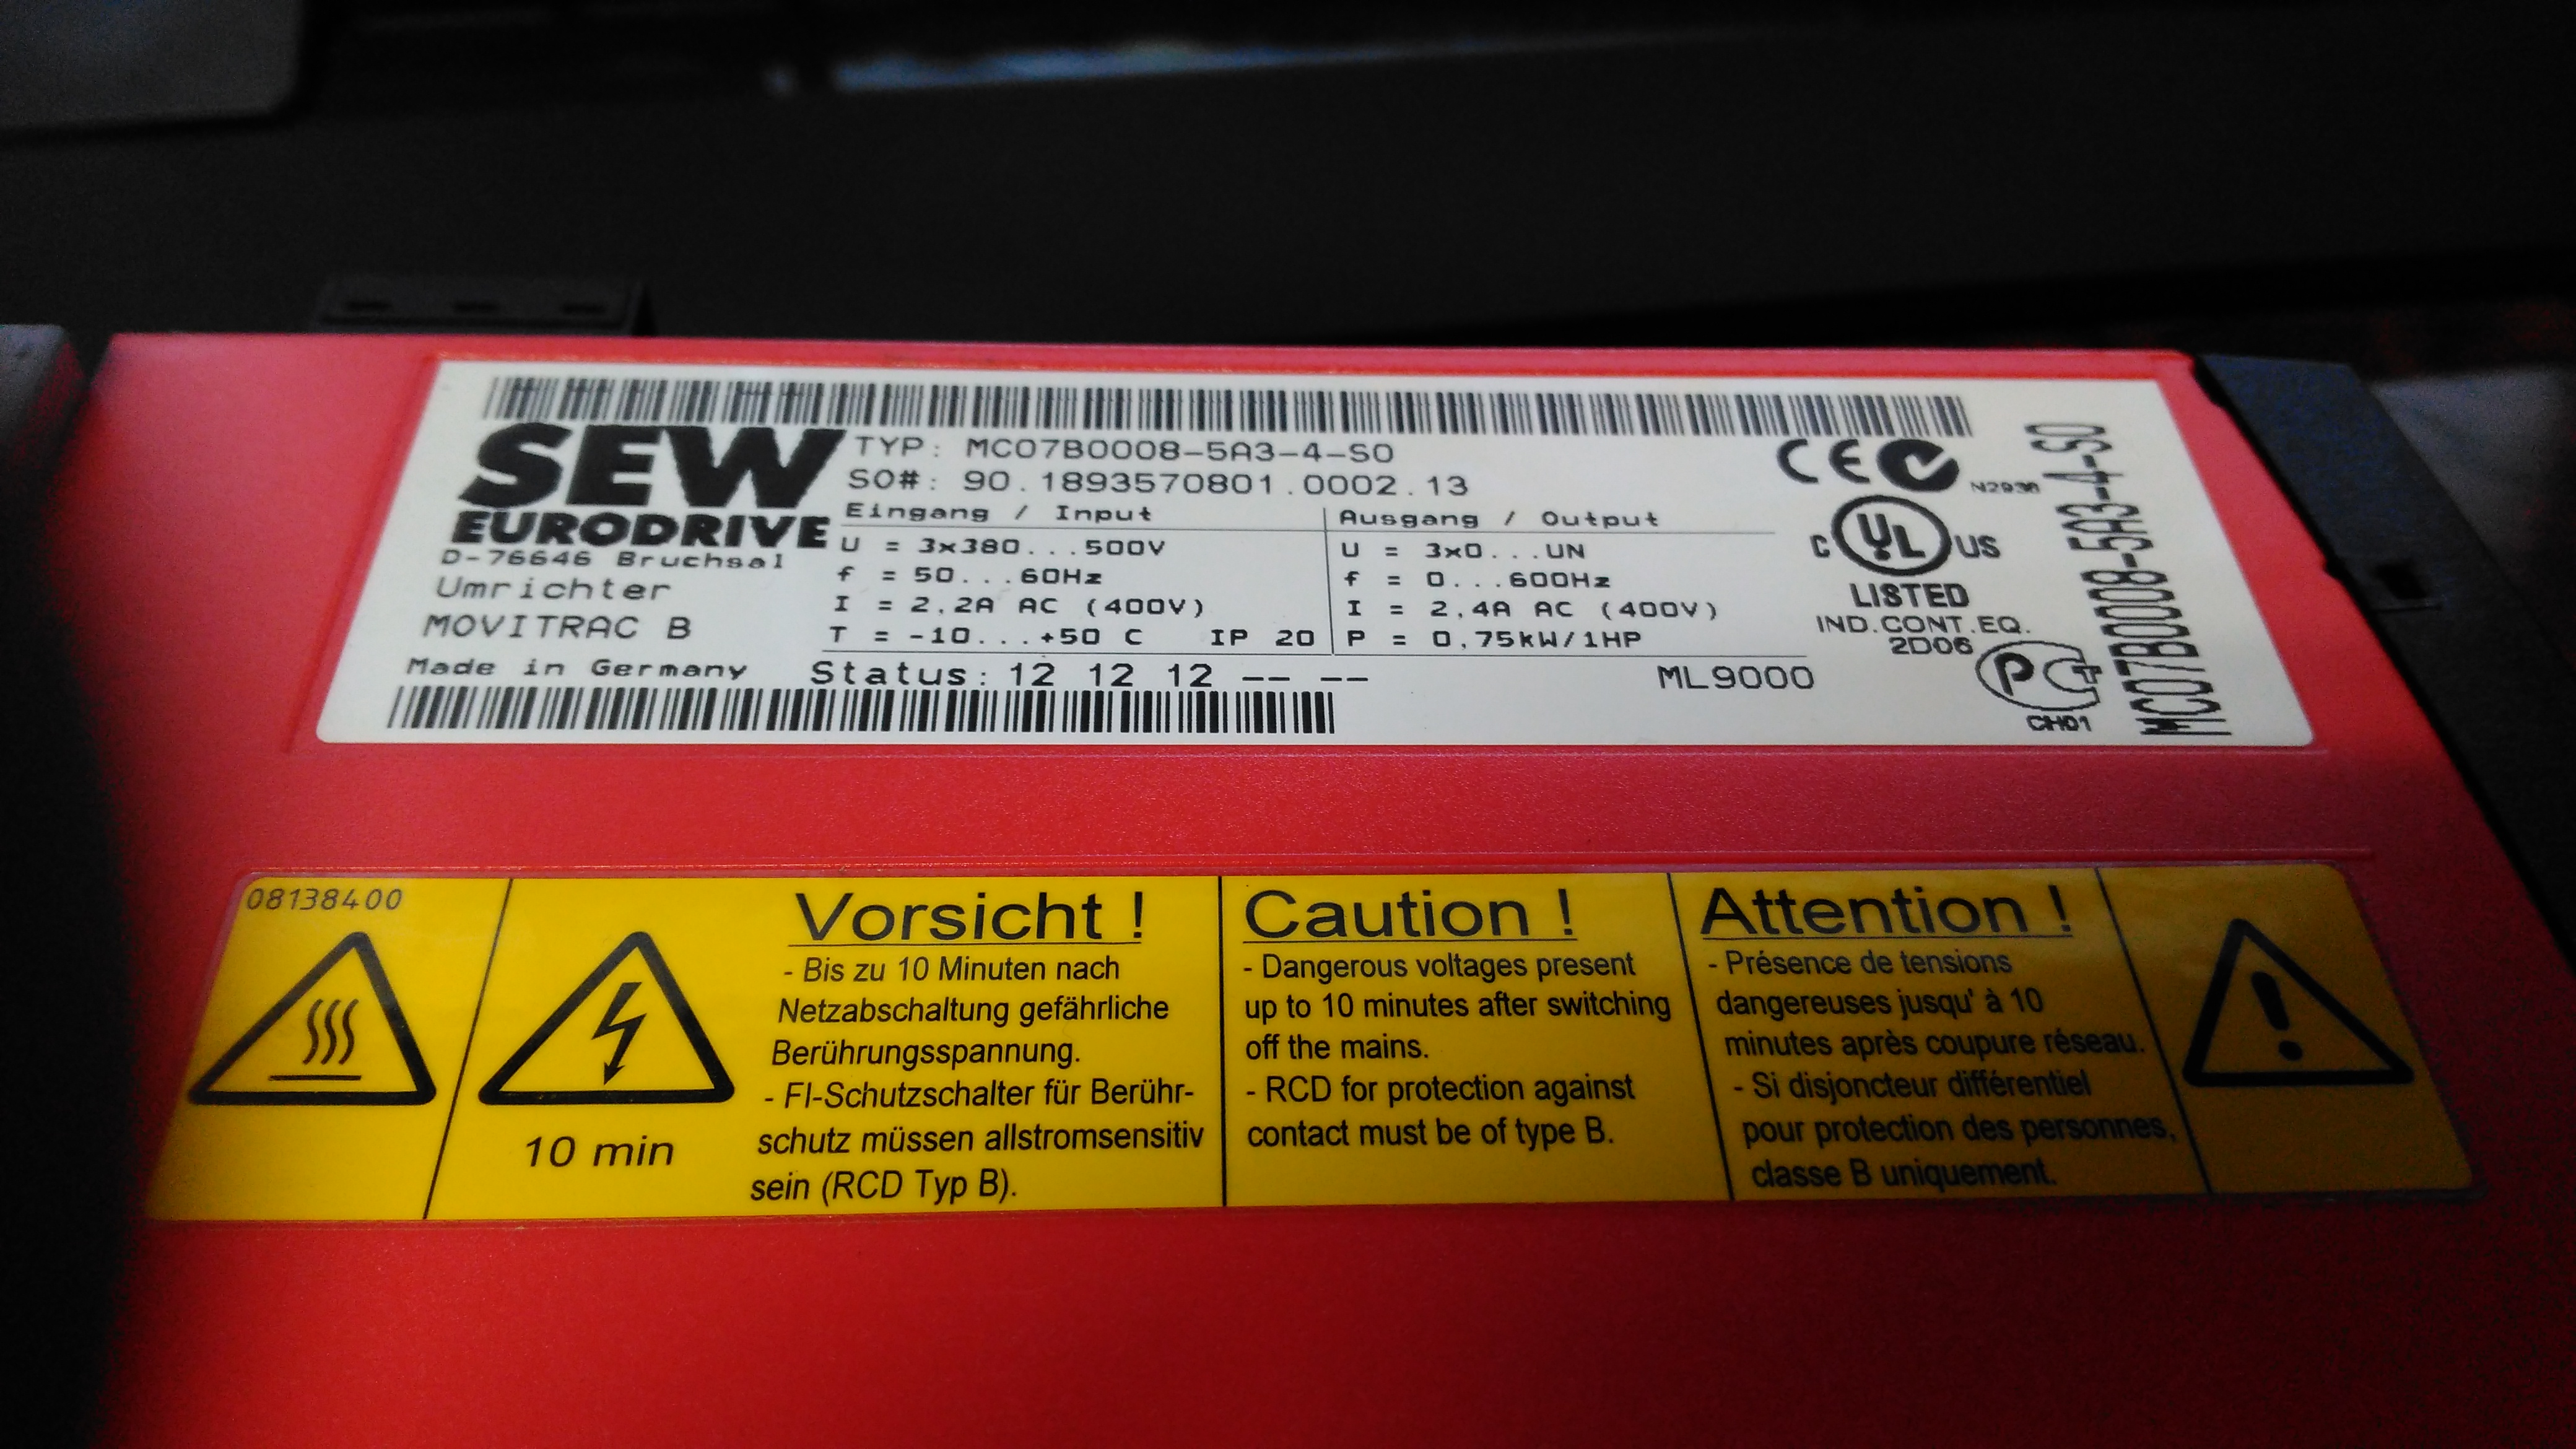 SEW
EURODRIVE
D-76646 Bruchsal
Umrichter
MOVITRAC B
Made in Germany
TYP: MC07B0008-5A3-4-S0
SO#: 90.1893570801.0002.13
Eingang / Input
U = 3x380...500V
f = 50...60Hz
I = 2,2A AC (400V)
T = -10...+50 C IP 20
Ausgang / Output
U = 3x0...UN
f = 0...600Hz
I = 2,4A AC (400V)
P = 0,75kW/1HP
Status: 12 12 12 -- --
ML9000
CE
N2936
C UL US
LISTED
IND.CONT.EQ.
2D06
PCT
CH01
MC07B0008-5A3-4-S0
08138400
10 min
Vorsicht !
- Bis zu 10 Minuten nach
Netzabschaltung gefährliche
Berührungsspannung.
- FI-Schutzschalter für Berühr-
schutz müssen allstromsensitiv
sein (RCD Typ B).
Caution !
- Dangerous voltages present
up to 10 minutes after switching
off the mains.
- RCD for protection against
contact must be of type B.
Attention !
- Présence de tensions
dangereuses jusqu' à 10
minutes après coupure réseau.
- Si disjoncteur différentiel
pour protection des personnes,
classe B uniquement.